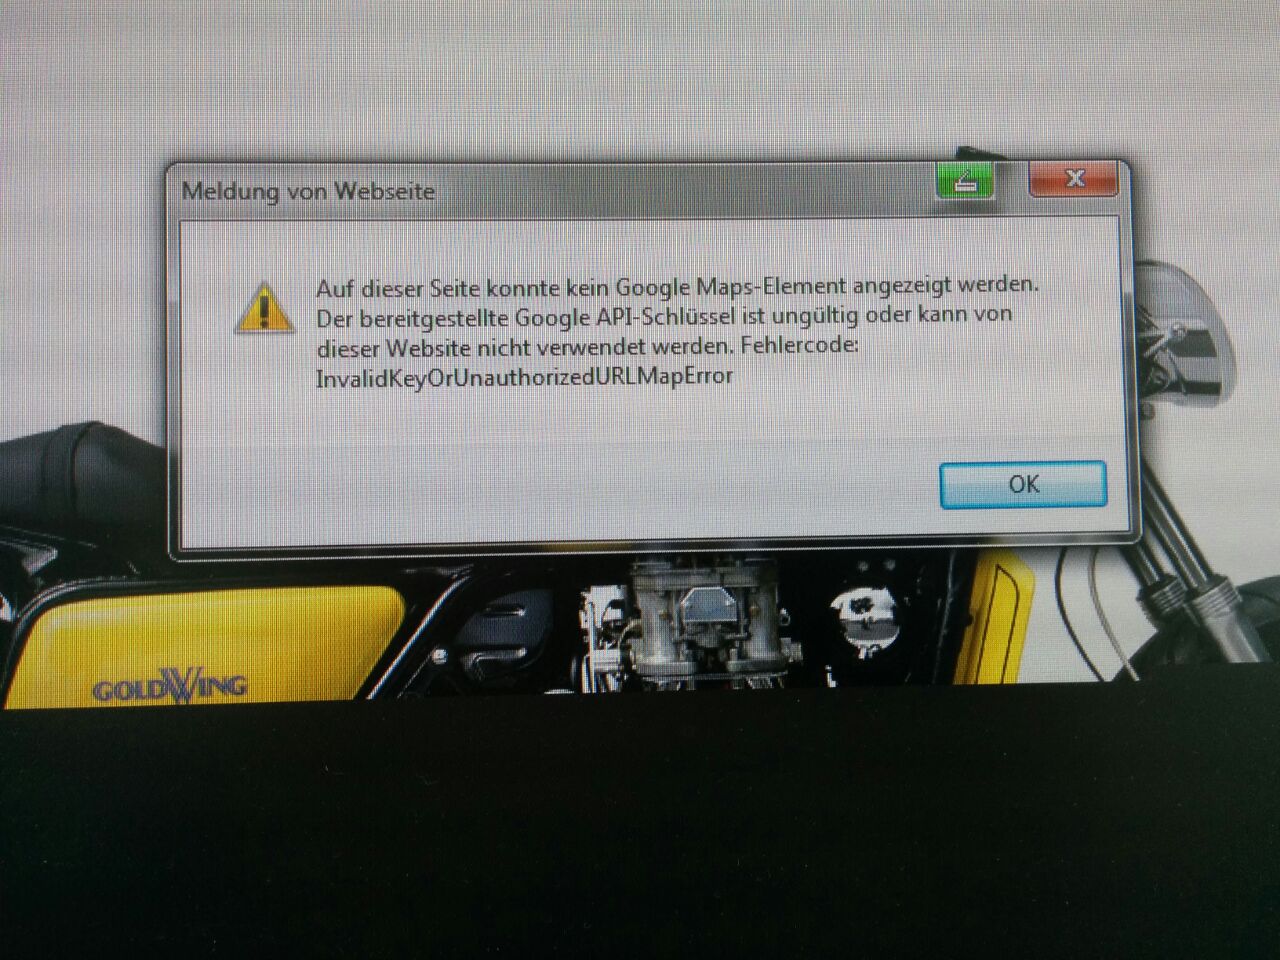 Meldung von Webseite
Auf dieser Seite konnte kein Google Maps-Element angezeigt werden.
Der bereitgestellte Google API-Schlüssel ist ungültig oder kann von
dieser Website nicht verwendet werden. Fehlercode:
InvalidKeyOrUnauthorizedURLMapError
OK
GOLDWING